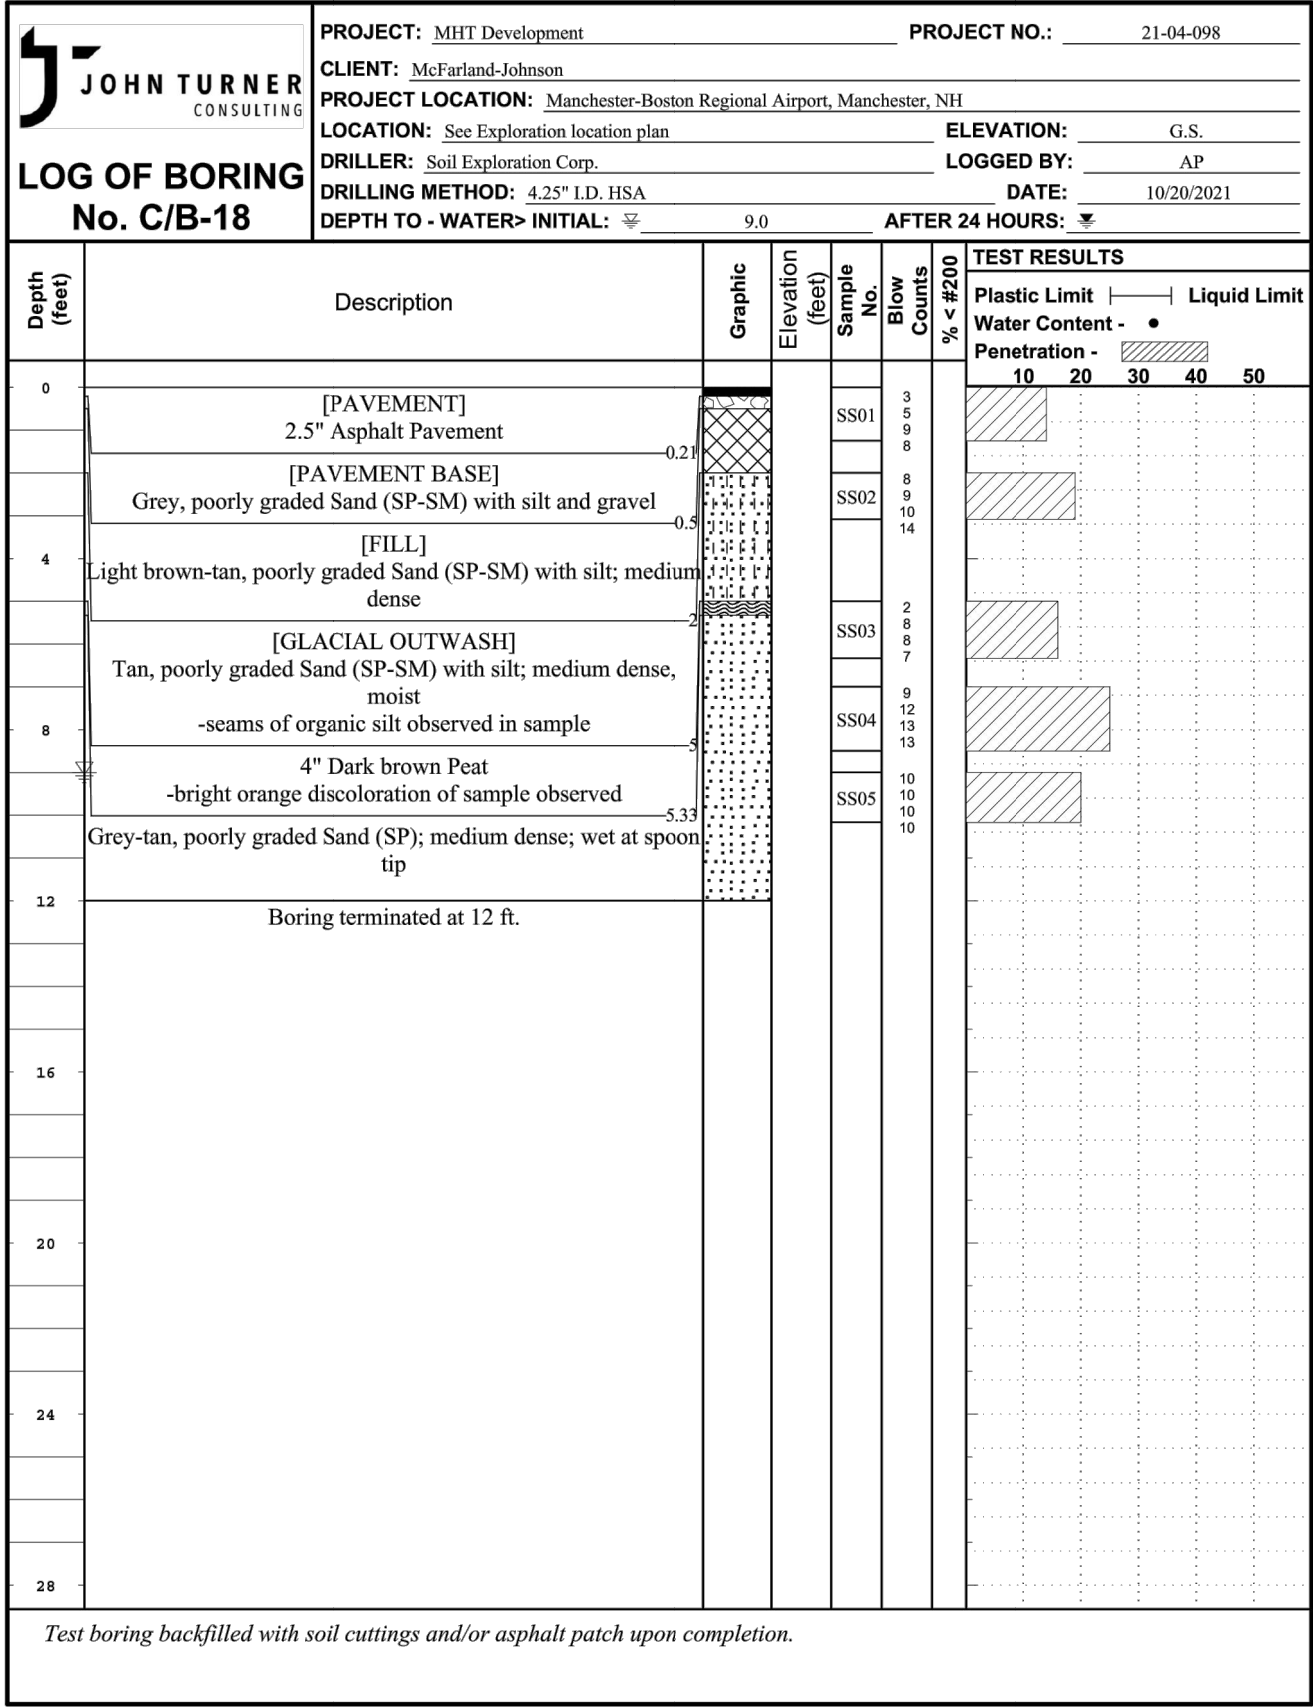 JOHN TURNER
CONSULTING
LOG OF BORING
No. C/B-18
PROJECT: MHT Development PROJECT NO.: 21-04-098
CLIENT: McFarland-Johnson
PROJECT LOCATION: Manchester-Boston Regional Airport, Manchester, NH
LOCATION: See Exploration location plan ELEVATION: G.S.
DRILLER: Soil Exploration Corp. LOGGED BY: AP
DRILLING METHOD: 4.25" I.D. HSA DATE: 10/20/2021
DEPTH TO - WATER> INITIAL: 9.0 AFTER 24 HOURS:
Depth
(feet)
Description
Graphic
Elevation
(feet)
Sample
No.
Blow
Counts
% < #200
TEST RESULTS
Plastic Limit Liquid Limit
Water Content -
Penetration -
10 20 30 40 50
0
[PAVEMENT]
2.5" Asphalt Pavement
0.21
[PAVEMENT BASE]
Grey, poorly graded Sand (SP-SM) with silt and gravel
0.5
[FILL]
4
Light brown-tan, poorly graded Sand (SP-SM) with silt; medium
dense
2
[GLACIAL OUTWASH]
Tan, poorly graded Sand (SP-SM) with silt; medium dense,
moist
-seams of organic silt observed in sample
8
5
4" Dark brown Peat
-bright orange discoloration of sample observed
5.33
Grey-tan, poorly graded Sand (SP); medium dense; wet at spoon
tip
12
Boring terminated at 12 ft.
SS01
3
5
9
8
SS02
8
9
10
14
SS03
2
8
8
7
SS04
9
12
13
13
SS05
10
10
10
10
16
20
24
28
Test boring backfilled with soil cuttings and/or asphalt patch upon completion.